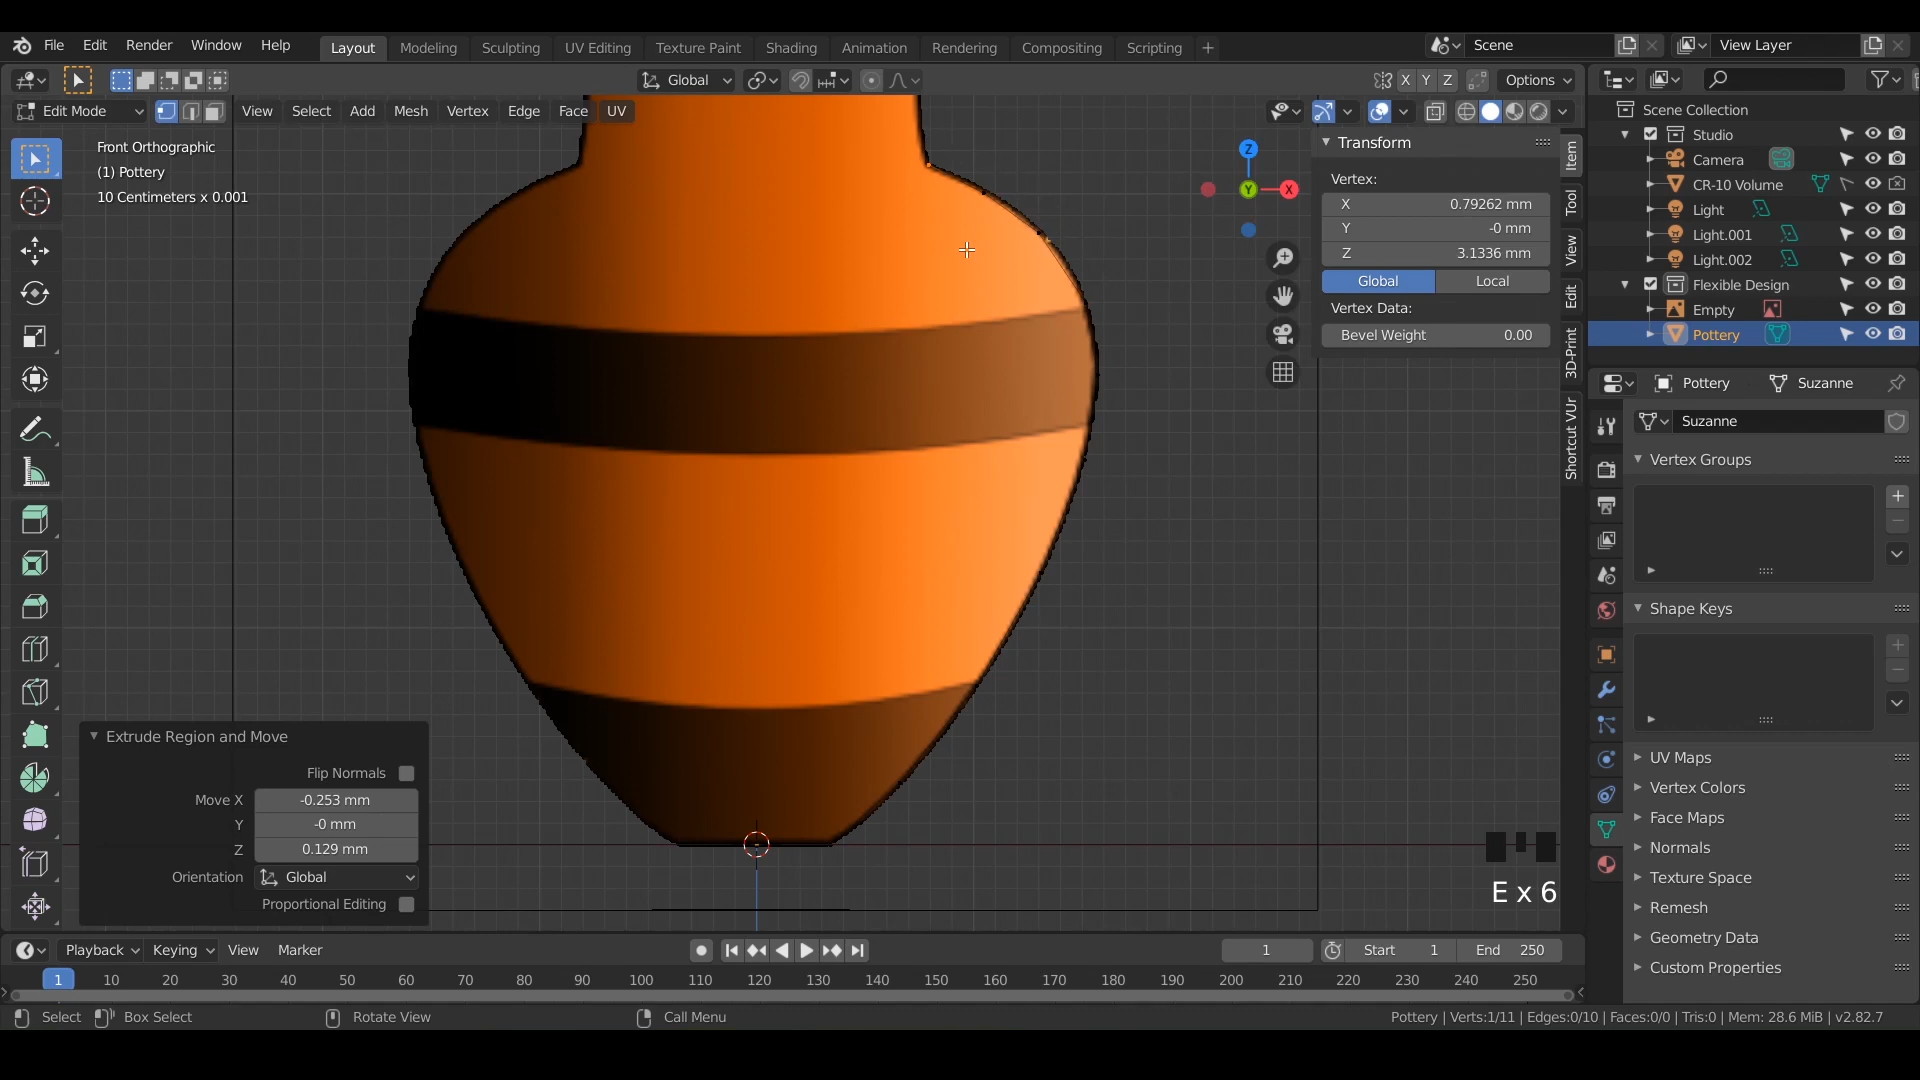 File Edit Render Window Help Layout Modeling Sculpting UV Editing Texture Paint Shading Animation Rendering Compositing Scripting + Scene View Layer
Global X Y Z Options
Edit Mode View Select Add Mesh Vertex Edge Face UV
Front Orthographic
(1) Pottery
10 Centimeters x 0.001
Z
Y
X
Transform
Vertex:
X 0.79262 mm
Y -0 mm
Z 3.1336 mm
Global Local
Vertex Data:
Bevel Weight 0.00
Item
Tool
View
Edit
3D-Print
Shortcut VUr
Scene Collection
Studio
Camera
CR-10 Volume
Light
Light.001
Light.002
Flexible Design
Empty
Pottery
Pottery Suzanne
Suzanne
Vertex Groups
Shape Keys
UV Maps
Vertex Colors
Face Maps
Normals
Texture Space
Remesh
Geometry Data
Custom Properties
Extrude Region and Move
Flip Normals
Move X -0.253 mm
Y -0 mm
Z 0.129 mm
Orientation Global
Proportional Editing
E x 6
Playback Keying View Marker 1 Start 1 End 250
1 10 20 30 40 50 60 70 80 90 100 110 120 130 140 150 160 170 180 190 200 210 220 230 240 250
Select Box Select Rotate View Call Menu Pottery | Verts:1/11 | Edges:0/10 | Faces:0/0 | Tris:0 | Mem: 28.6 MiB | v2.82.7